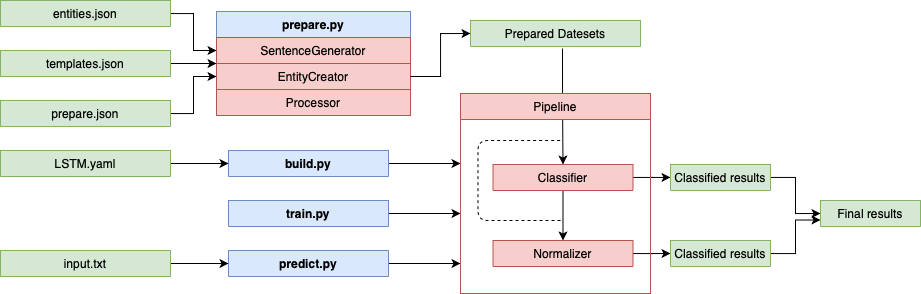 entities.json
prepare.py
Prepared Datesets
SentenceGenerator
templates.json
EntityCreator
Processor
prepare.json
Pipeline
LSTM.yaml
build.py
Classifier
Classified results
train.py
Final results
input.txt
predict.py
Normalizer
Classified results